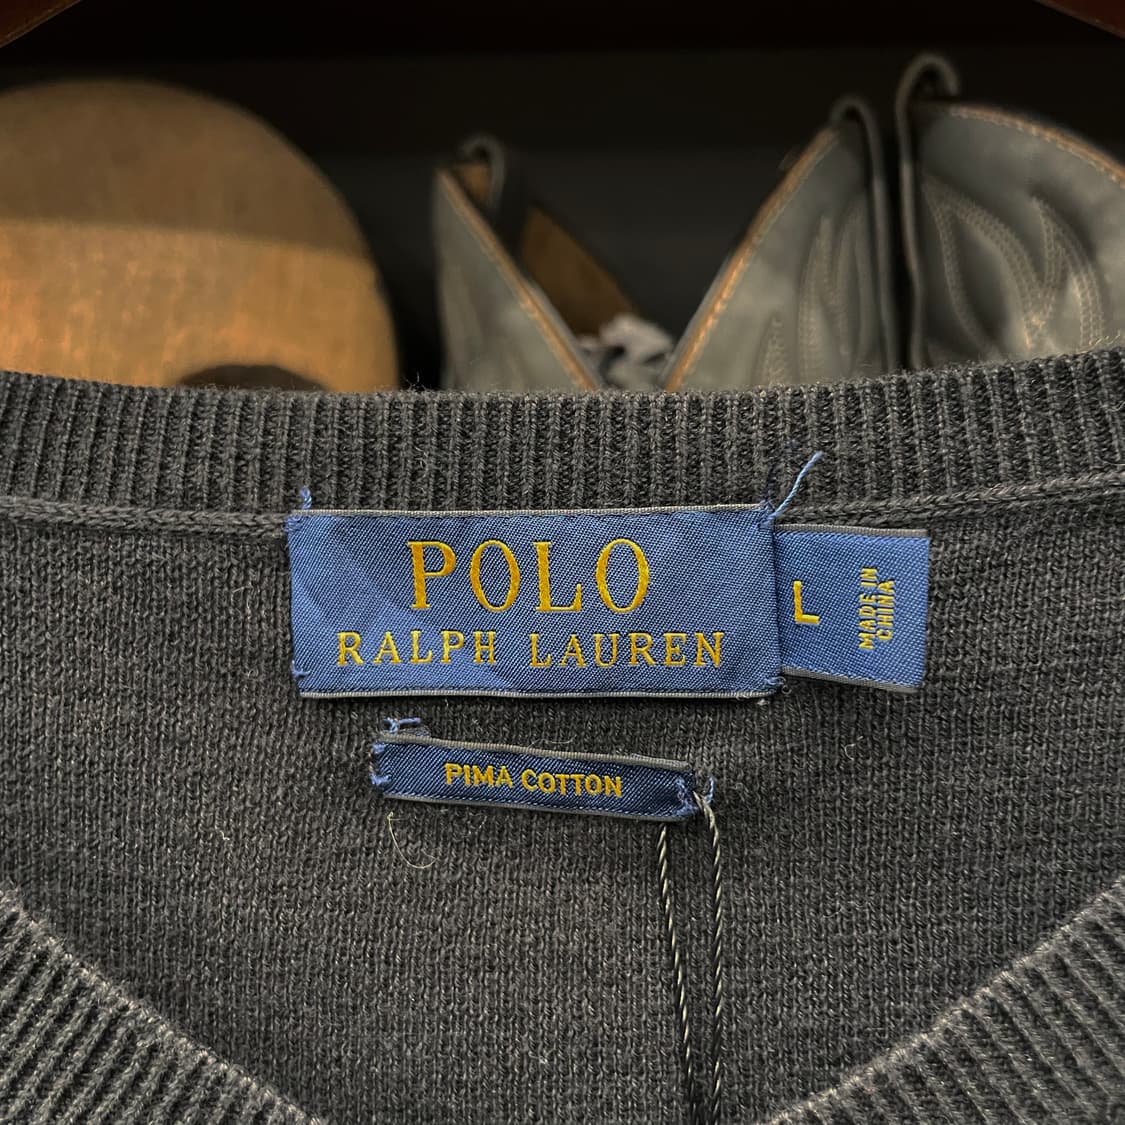 POLO
RALPH LAUREN
L
MADE IN
CHINA
PIMA COTTON